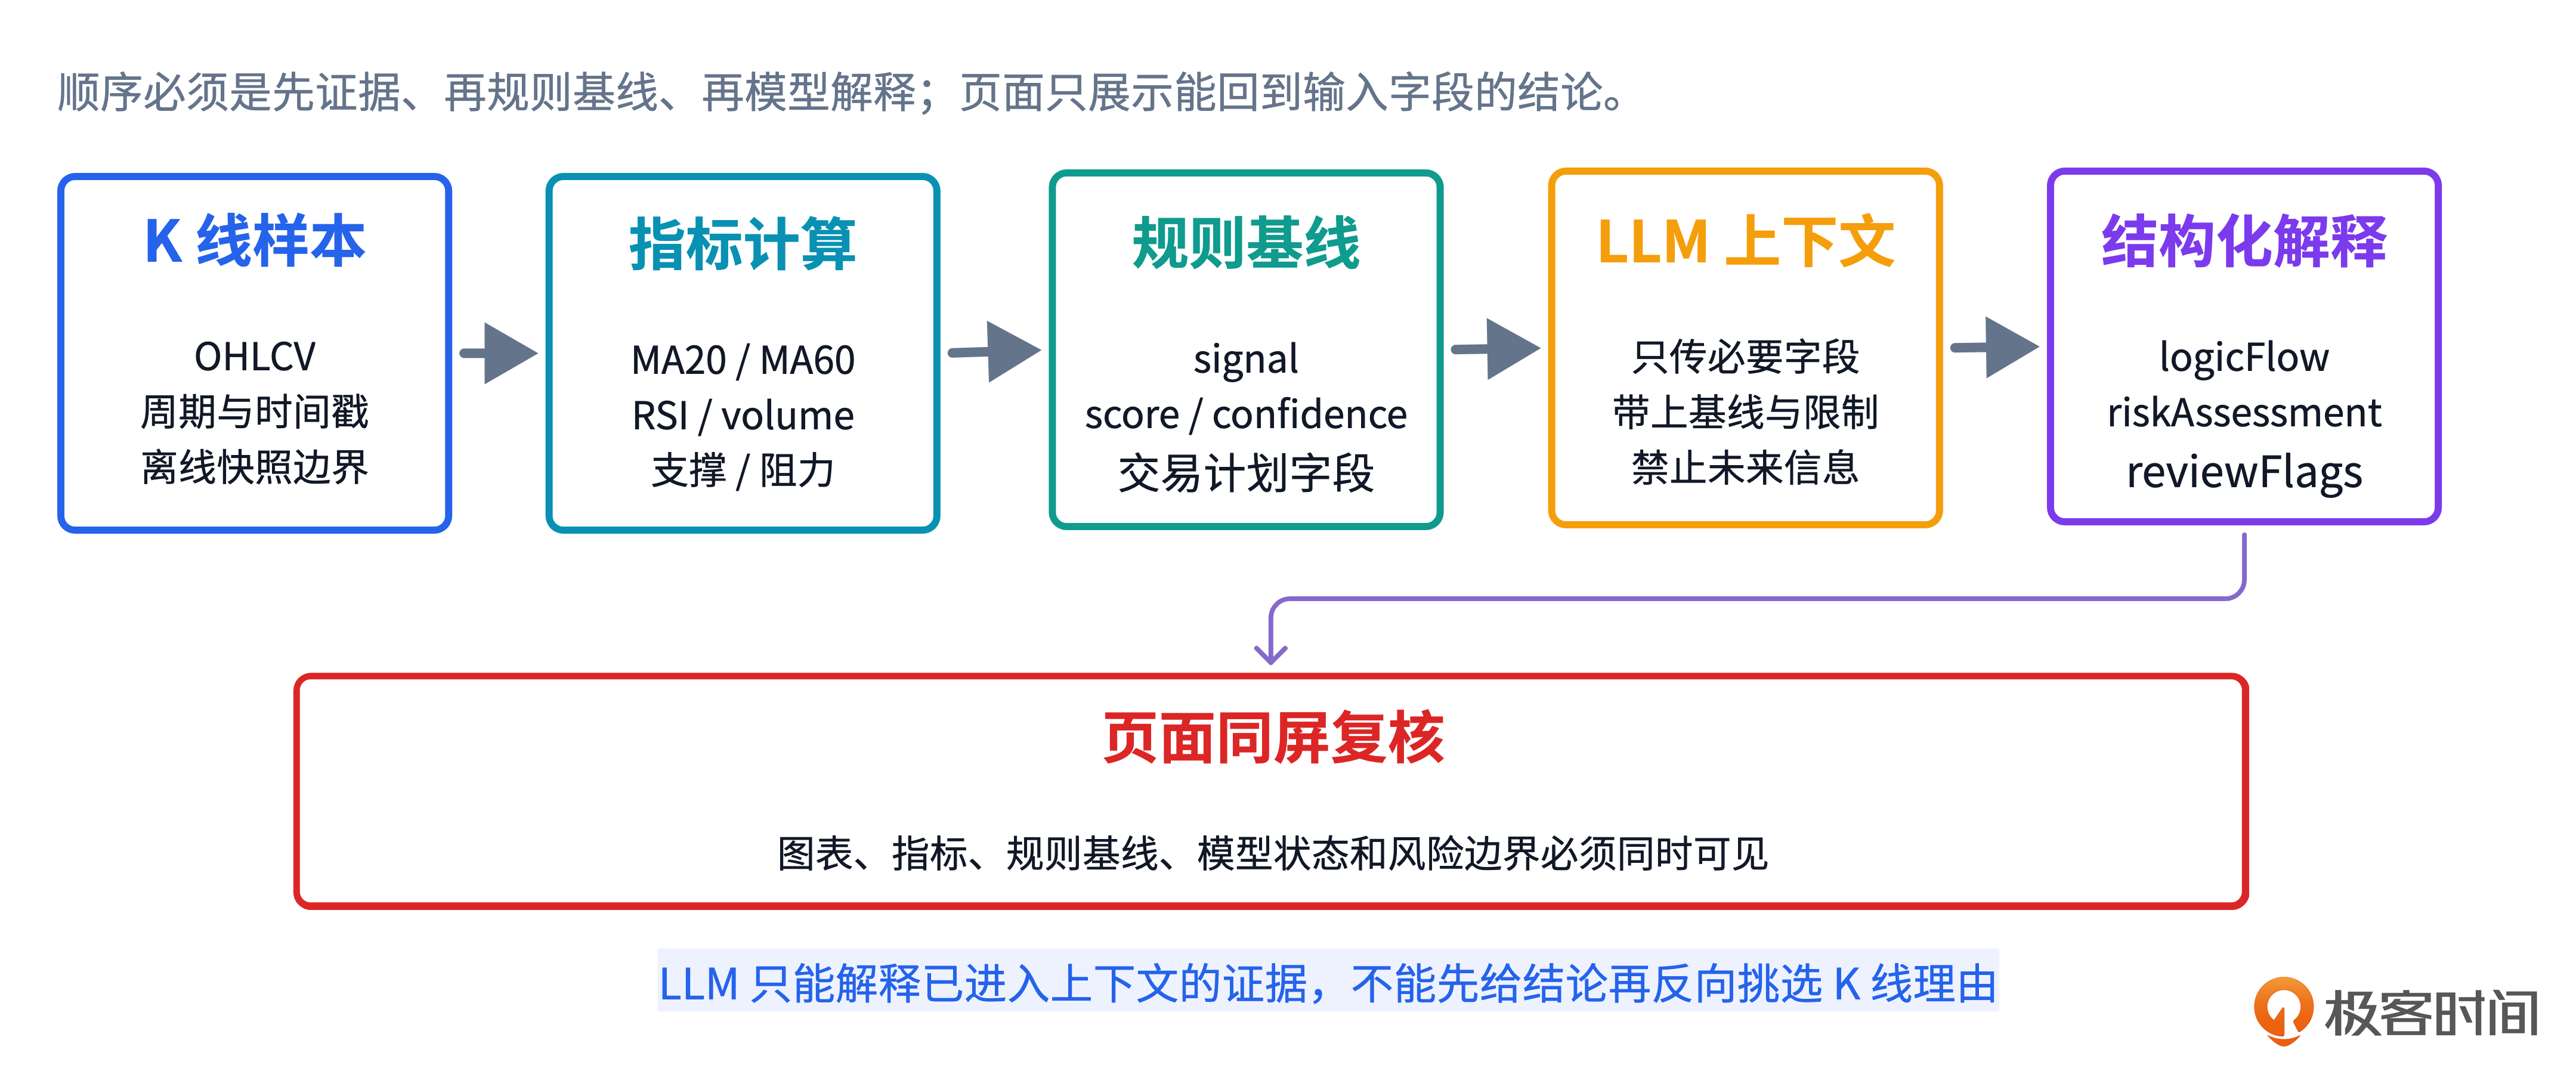 顺序必须是先证据、再规则基线、再模型解释；页面只展示能回到输入字段的结论。
K 线样本
OHLCV
周期与时间戳
离线快照边界
指标计算
MA20 / MA60
RSI / volume
支撑 / 阻力
规则基线
signal
score / confidence
交易计划字段
LLM 上下文
只传必要字段
带上基线与限制
禁止未来信息
结构化解释
logicFlow
riskAssessment
reviewFlags
页面同屏复核
图表、指标、规则基线、模型状态和风险边界必须同时可见
LLM 只能解释已进入上下文的证据，不能先给结论再反向挑选 K 线理由
极客时间